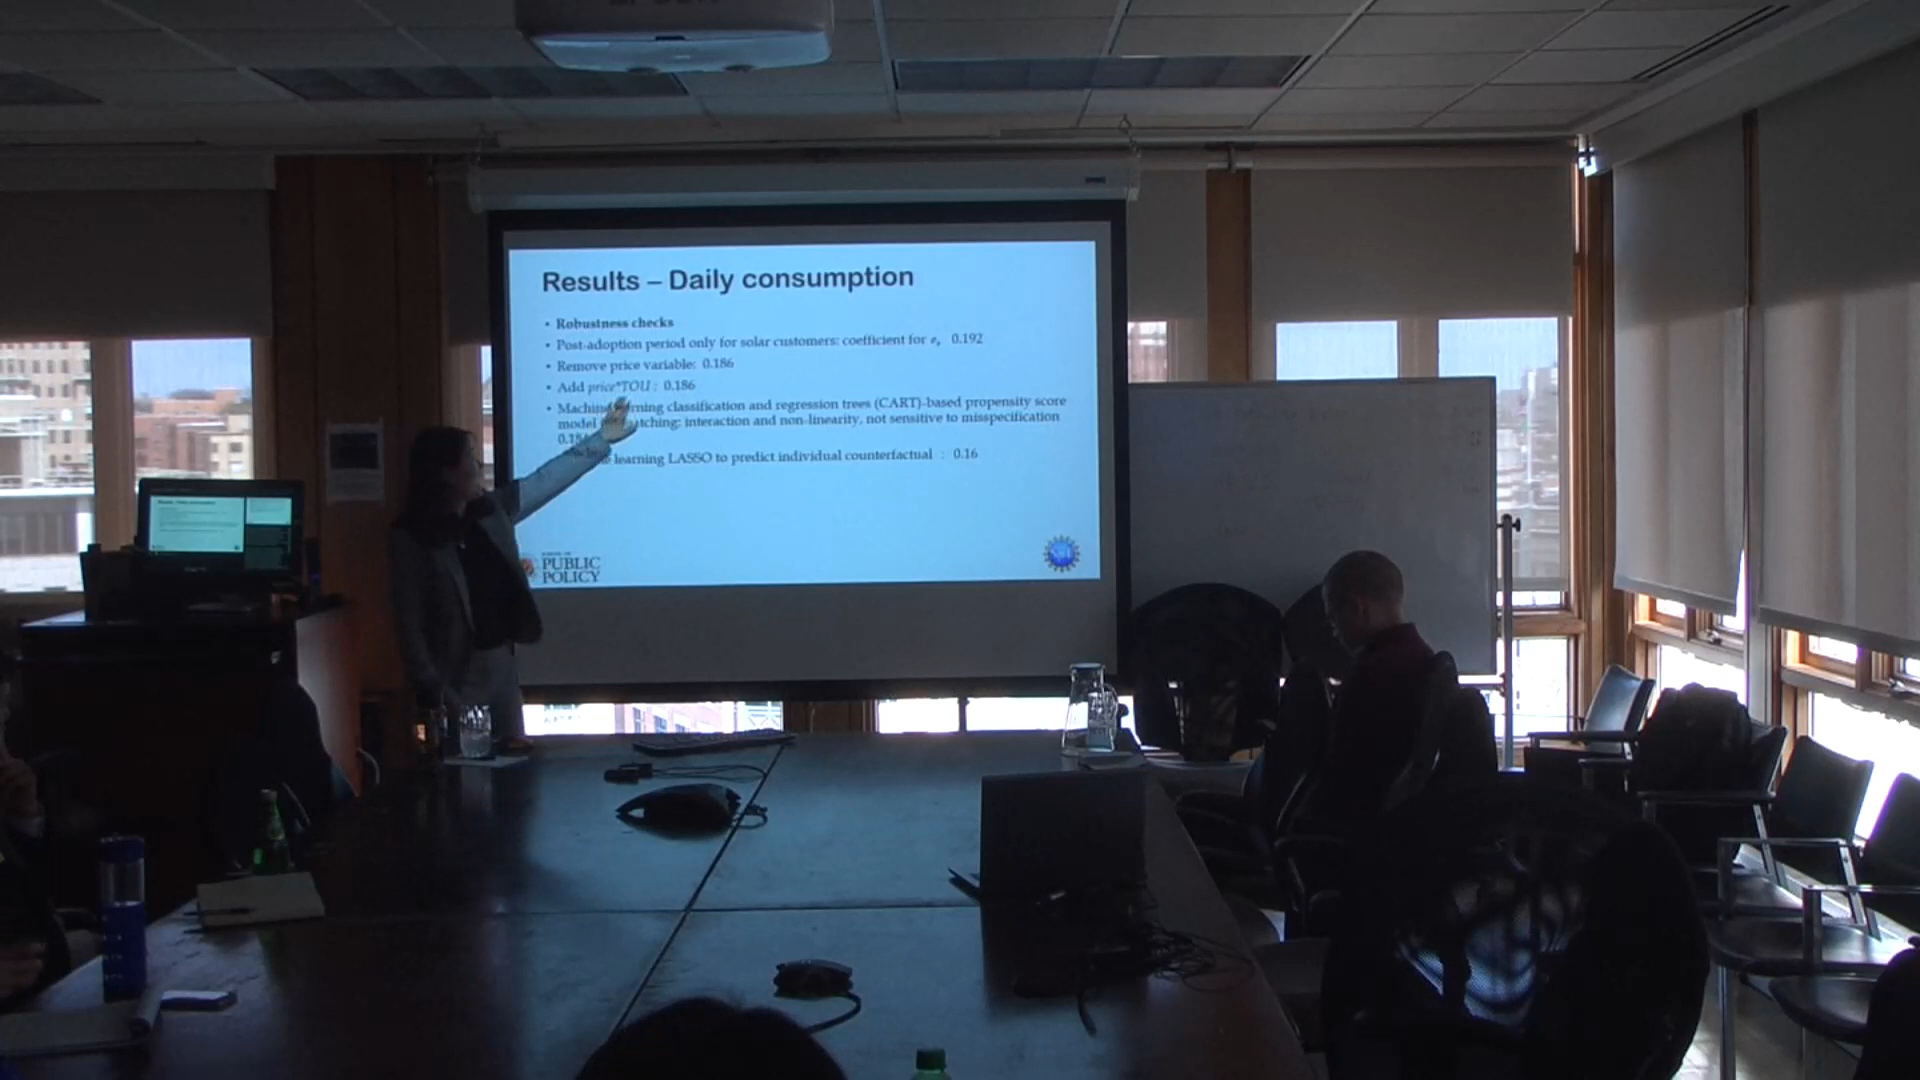 EPSON
Results – Daily consumption
• Robustness checks
• Post-adoption period only for solar customers: coefficient for e, 0.192
• Remove price variable: 0.186
• Add price*TOU : 0.186
• classification and regression trees (CART)-based propensity score
model interaction and non-linearity, not sensitive to misspecification
learning LASSO to predict individual counterfactual : 0.16
PUBLIC
POLICY